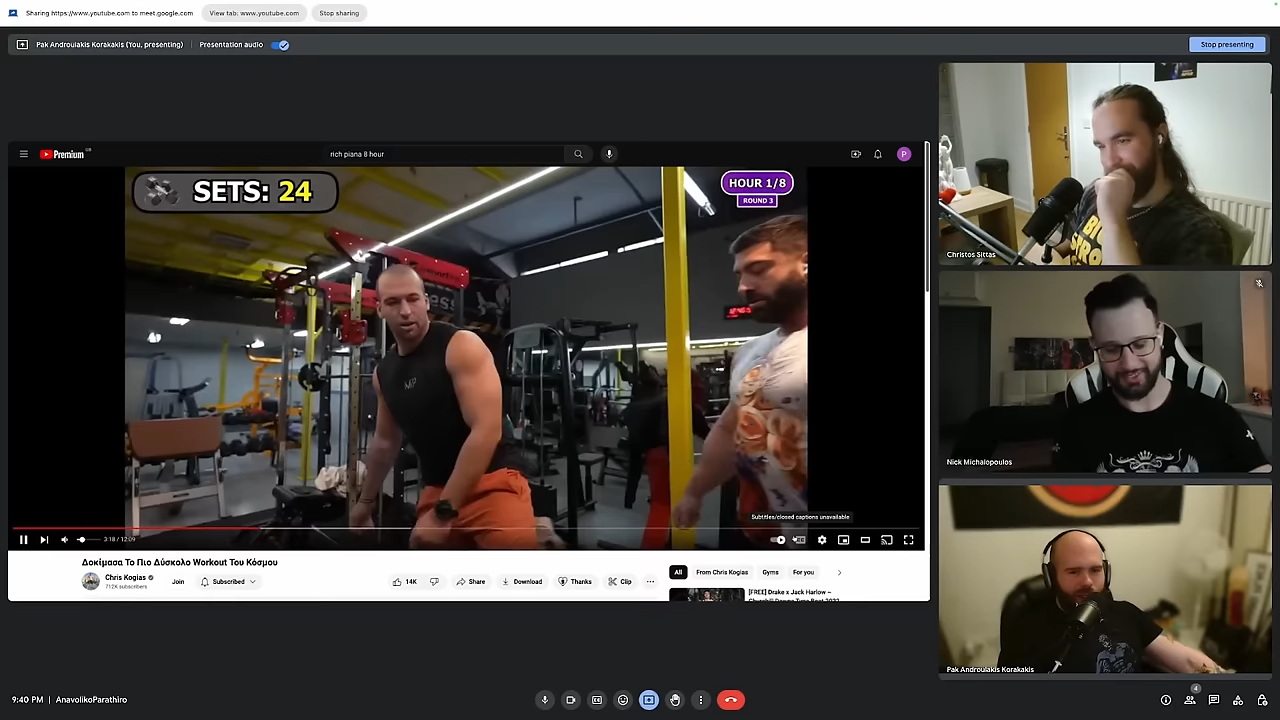 Sharing https://www.youtube.com to meet.google.com
View tab: www.youtube.com
Stop sharing
Pak Androulakis Korakakis (You, presenting)
Presentation audio
Stop presenting
Premium
GB
rich piana 8 hour
P
SETS: 24
HOUR 1/8
ROUND 3
MP
Subtitles/closed captions unavailable
3:18 / 12:09
Δοκίμασα Το Πιο Δύσκολο Workout Του Κόσμου
Chris Kogias
712K subscribers
Join
Subscribed
14K
Share
Download
Thanks
Clip
All
From Chris Kogias
Gyms
For you
[FREE] Drake x Jack Harlow ~
Christos Sittas
Nick Michalopoulos
Pak Androulakis Korakakis
9:40 PM
AnavolikoParathiro
4